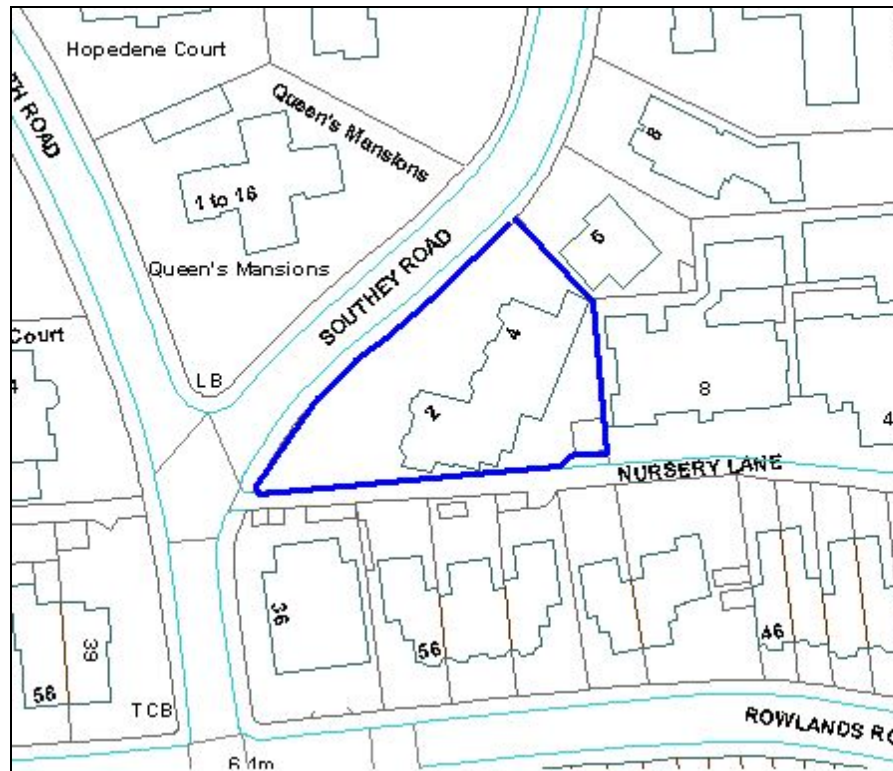 Hopedene Court
Queen's Mansions
TH ROAD
1 to 16
8
6
Queen's Mansions
SOUTHEY ROAD
Court
4
LB
2
8
4
NURSERY LANE
36
56
46
39
56
TCB
ROWLANDS RO
6.1m